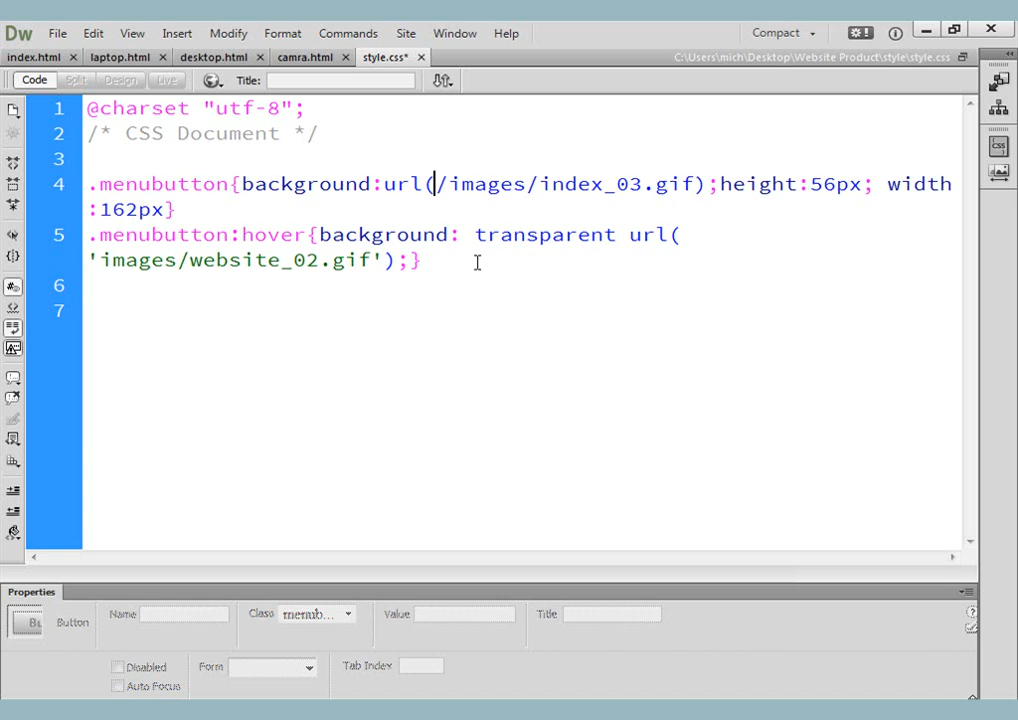 Dw File Edit View Insert Modify Format Commands Site Window Help Compact
index.html laptop.html desktop.html camra.html style.css* C:\Users\mich\Desktop\Website Product\style\style.css
Code Split Design Live Title:
1 @charset "utf-8";
2 /* CSS Document */
3
4 .menubutton{background:url(/images/index_03.gif);height:56px; width
:162px}
5 .menubutton:hover{background: transparent url(
'images/website_02.gif');}
6
7
Properties
Button Name Class menub... Value Title
Disabled Form Tab Index
Auto Focus